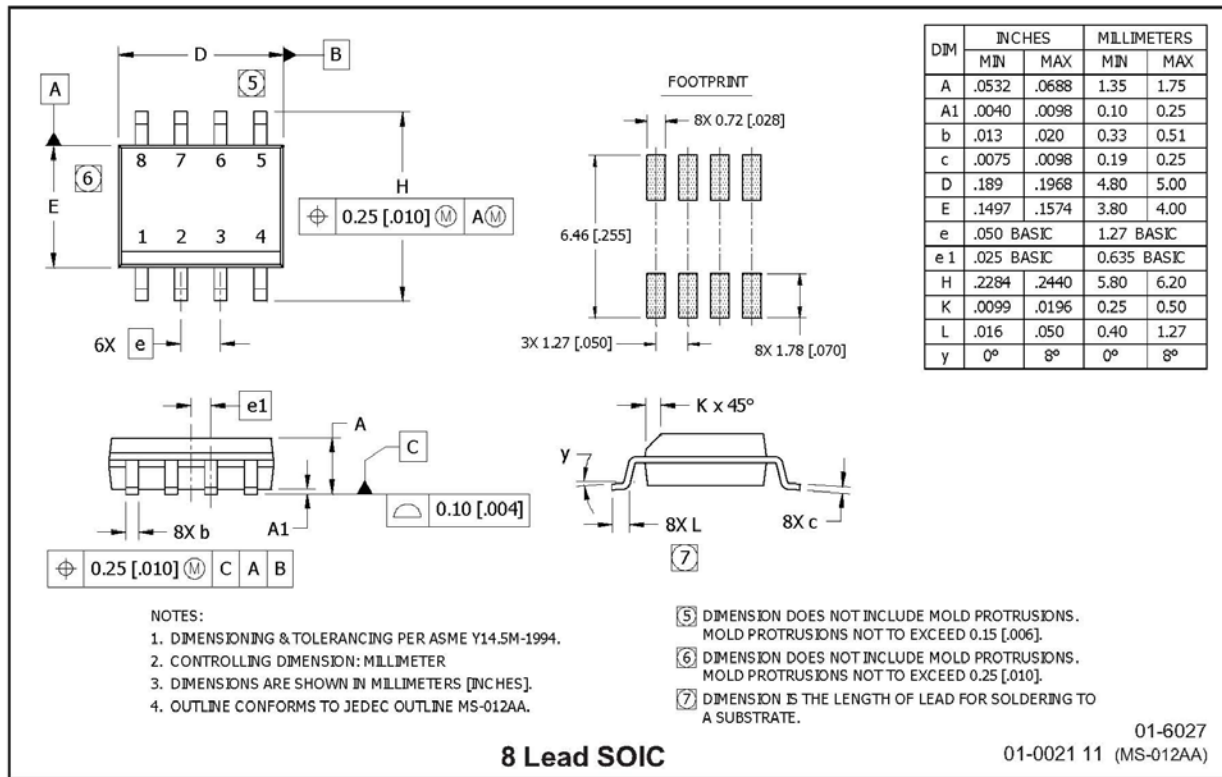 D
B
5
A
8 7 6 5
6
E
H
⌖ 0.25 [.010] Ⓜ AⓂ
1 2 3 4
6X e
FOOTPRINT
8X 0.72 [.028]
6.46 [.255]
3X 1.27 [.050]
8X 1.78 [.070]
DIM INCHES MILLIMETERS
MIN MAX MIN MAX
A .0532 .0688 1.35 1.75
A1 .0040 .0098 0.10 0.25
b .013 .020 0.33 0.51
c .0075 .0098 0.19 0.25
D .189 .1968 4.80 5.00
E .1497 .1574 3.80 4.00
e .050 BASIC 1.27 BASIC
e 1 .025 BASIC 0.635 BASIC
H .2284 .2440 5.80 6.20
K .0099 .0196 0.25 0.50
L .016 .050 0.40 1.27
y 0° 8° 0° 8°
e1
A
C
0.10 [.004]
A1
8X b
⌖ 0.25 [.010] Ⓜ C A B
K x 45°
y
8X L
7
8X c
NOTES:
1. DIMENSIONING & TOLERANCING PER ASME Y14.5M-1994.
2. CONTROLLING DIMENSION: MILLIMETER
3. DIMENSIONS ARE SHOWN IN MILLIMETERS [INCHES].
4. OUTLINE CONFORMS TO JEDEC OUTLINE MS-012AA.
5 DIMENSION DOES NOT INCLUDE MOLD PROTRUSIONS.
MOLD PROTRUSIONS NOT TO EXCEED 0.15 [.006].
6 DIMENSION DOES NOT INCLUDE MOLD PROTRUSIONS.
MOLD PROTRUSIONS NOT TO EXCEED 0.25 [.010].
7 DIMENSION IS THE LENGTH OF LEAD FOR SOLDERING TO
A SUBSTRATE.
8 Lead SOIC
01-6027
01-0021 11 (MS-012AA)